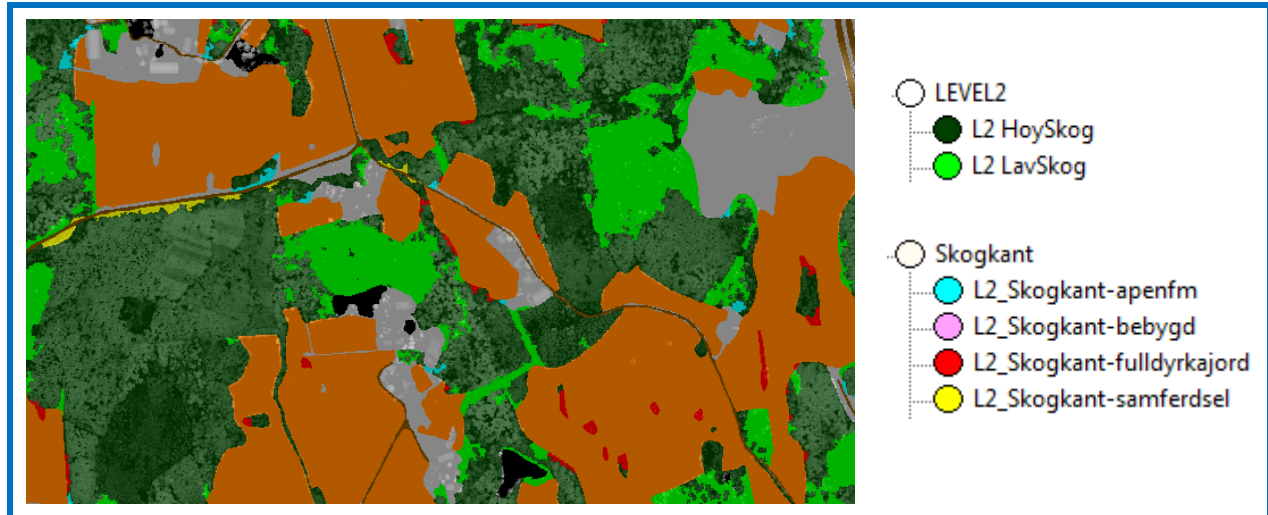 LEVEL2
L2 HoySkog
L2 LavSkog
Skogkant
L2_Skogkant-apenfm
L2_Skogkant-bebygd
L2_Skogkant-fulldyrkajord
L2_Skogkant-samferdsel